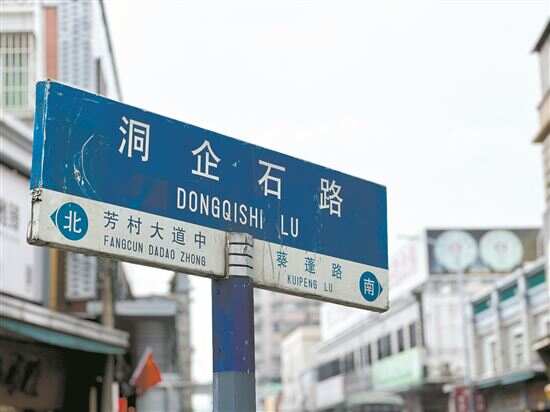 洞企石路
DONGQISHI LU
北 芳村大道中
FANGCUN DADAO ZHONG
葵蓬路 南
KUIPENG LU